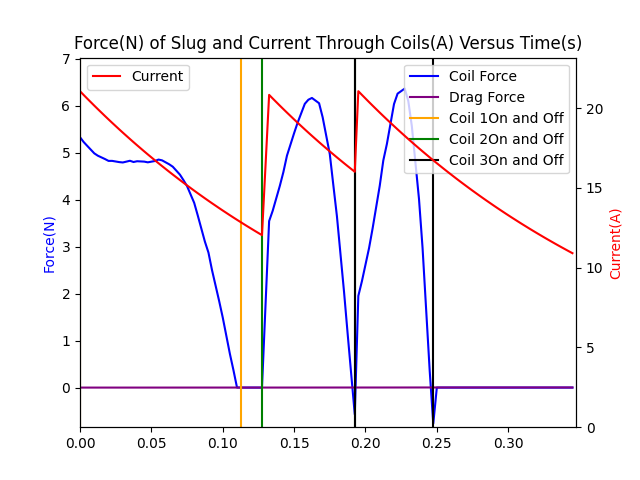 Force(N) of Slug and Current Through Coils(A) Versus Time(s)
Current
Coil Force
Drag Force
Coil 1On and Off
Coil 2On and Off
Coil 3On and Off
Force(N)
7
6
5
4
3
2
1
0
Current(A)
20
15
10
5
0
0.00 0.05 0.10 0.15 0.20 0.25 0.30